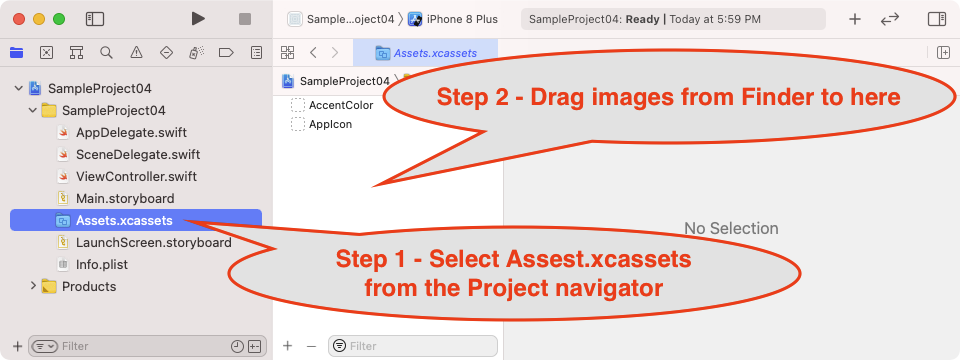 Sample...oject04 〉 iPhone 8 Plus
SampleProject04: Ready | Today at 5:59 PM
Assets.xcassets
SampleProject04
SampleProject04
SampleProject04
AppDelegate.swift
SceneDelegate.swift
ViewController.swift
Main.storyboard
Assets.xcassets
LaunchScreen.storyboard
Info.plist
Products
AccentColor
AppIcon
Step 2 - Drag images from Finder to here
No Selection
Step 1 - Select Assest.xcassets
from the Project navigator
Filter
Filter